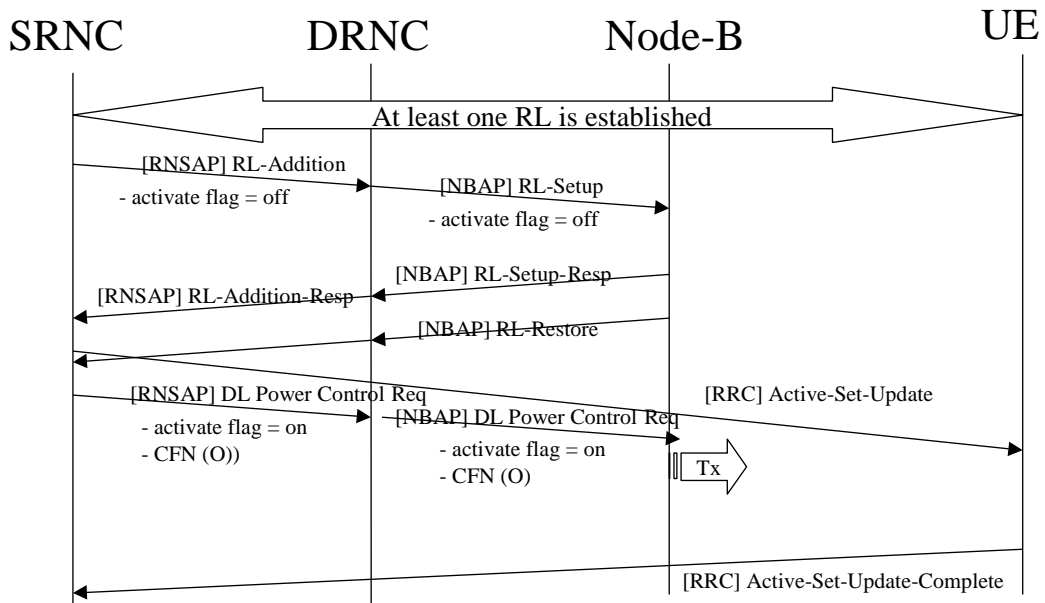 SRNC
DRNC
Node-B
UE
At least one RL is established
[RNSAP] RL-Addition
- activate flag = off
[NBAP] RL-Setup
- activate flag = off
[NBAP] RL-Setup-Resp
[RNSAP] RL-Addition-Resp
[NBAP] RL-Restore
[RNSAP] DL Power Control Req
- activate flag = on
- CFN (O))
[NBAP] DL Power Control Req
- activate flag = on
- CFN (O)
[RRC] Active-Set-Update
Tx
[RRC] Active-Set-Update-Complete